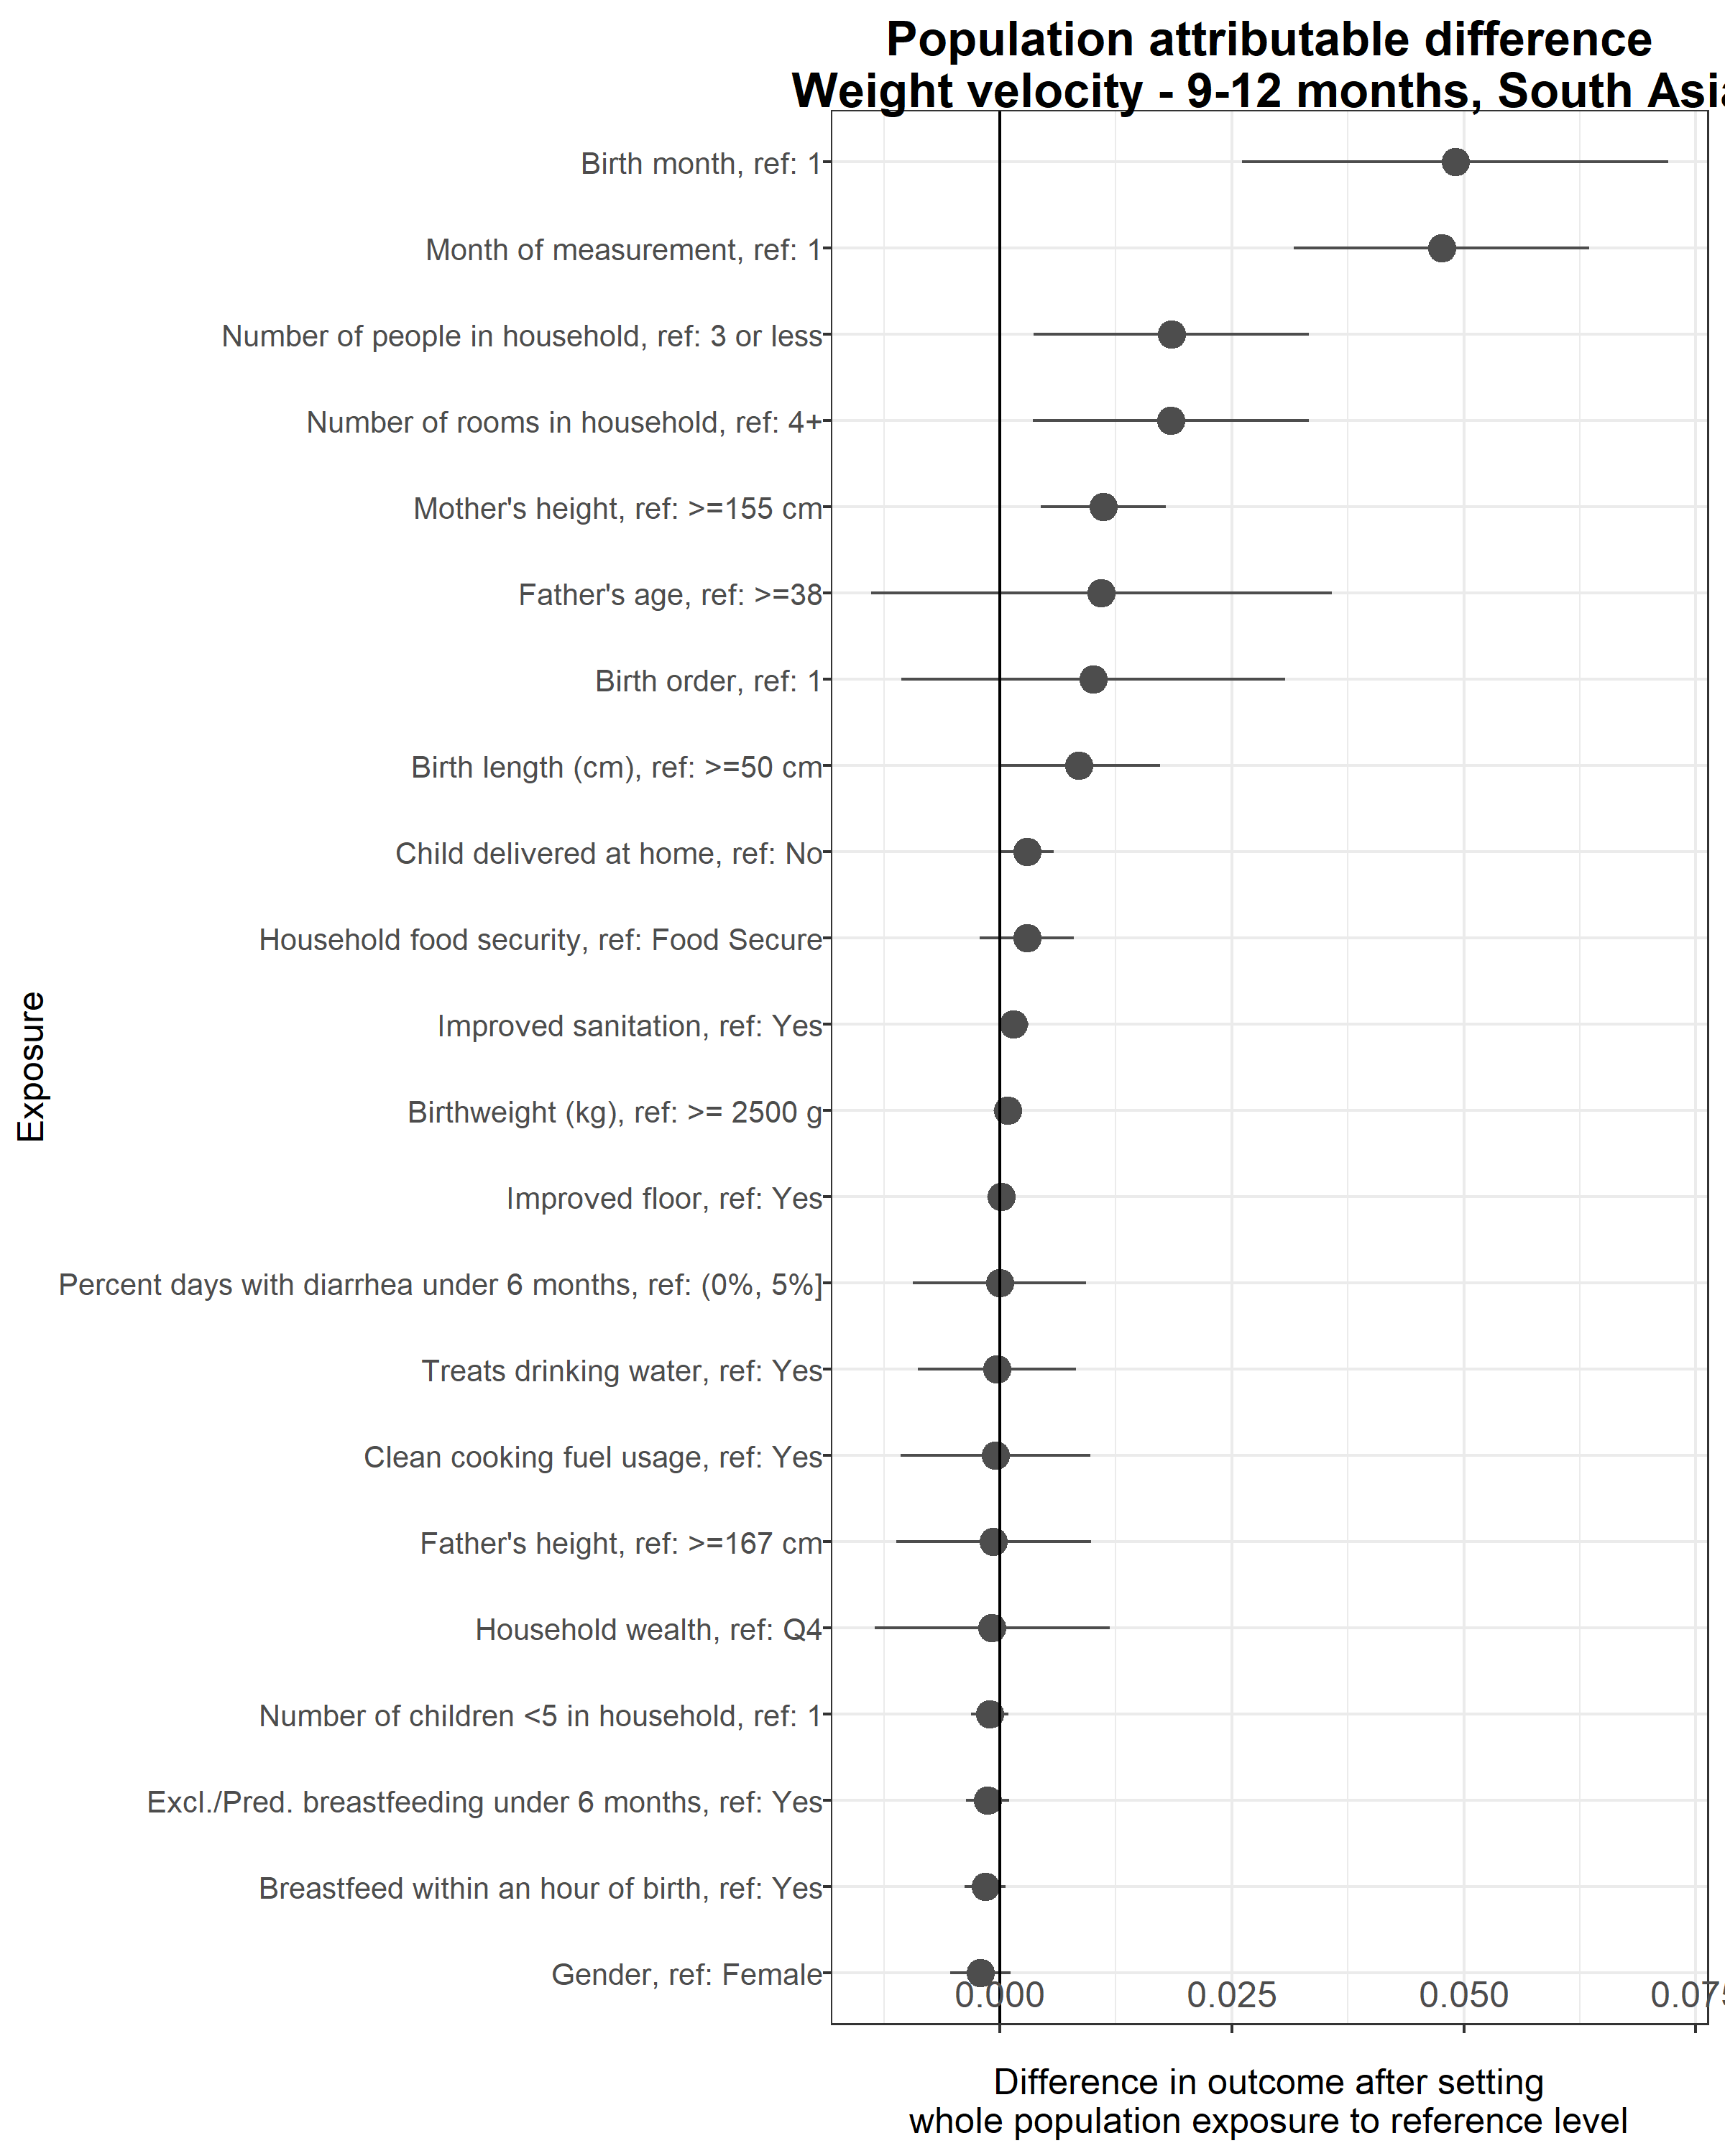 Population attributable difference
Weight velocity - 9-12 months, South Asia
Birth month, ref: 1
Month of measurement, ref: 1
Number of people in household, ref: 3 or less
Number of rooms in household, ref: 4+
Mother's height, ref: >=155 cm
Father's age, ref: >=38
Birth order, ref: 1
Birth length (cm), ref: >=50 cm
Child delivered at home, ref: No
Household food security, ref: Food Secure
Improved sanitation, ref: Yes
Birthweight (kg), ref: >= 2500 g
Improved floor, ref: Yes
Percent days with diarrhea under 6 months, ref: (0%, 5%]
Treats drinking water, ref: Yes
Clean cooking fuel usage, ref: Yes
Father's height, ref: >=167 cm
Household wealth, ref: Q4
Number of children <5 in household, ref: 1
Excl./Pred. breastfeeding under 6 months, ref: Yes
Breastfeed within an hour of birth, ref: Yes
Gender, ref: Female
Exposure
0.000 0.025 0.050 0.075
Difference in outcome after setting
whole population exposure to reference level